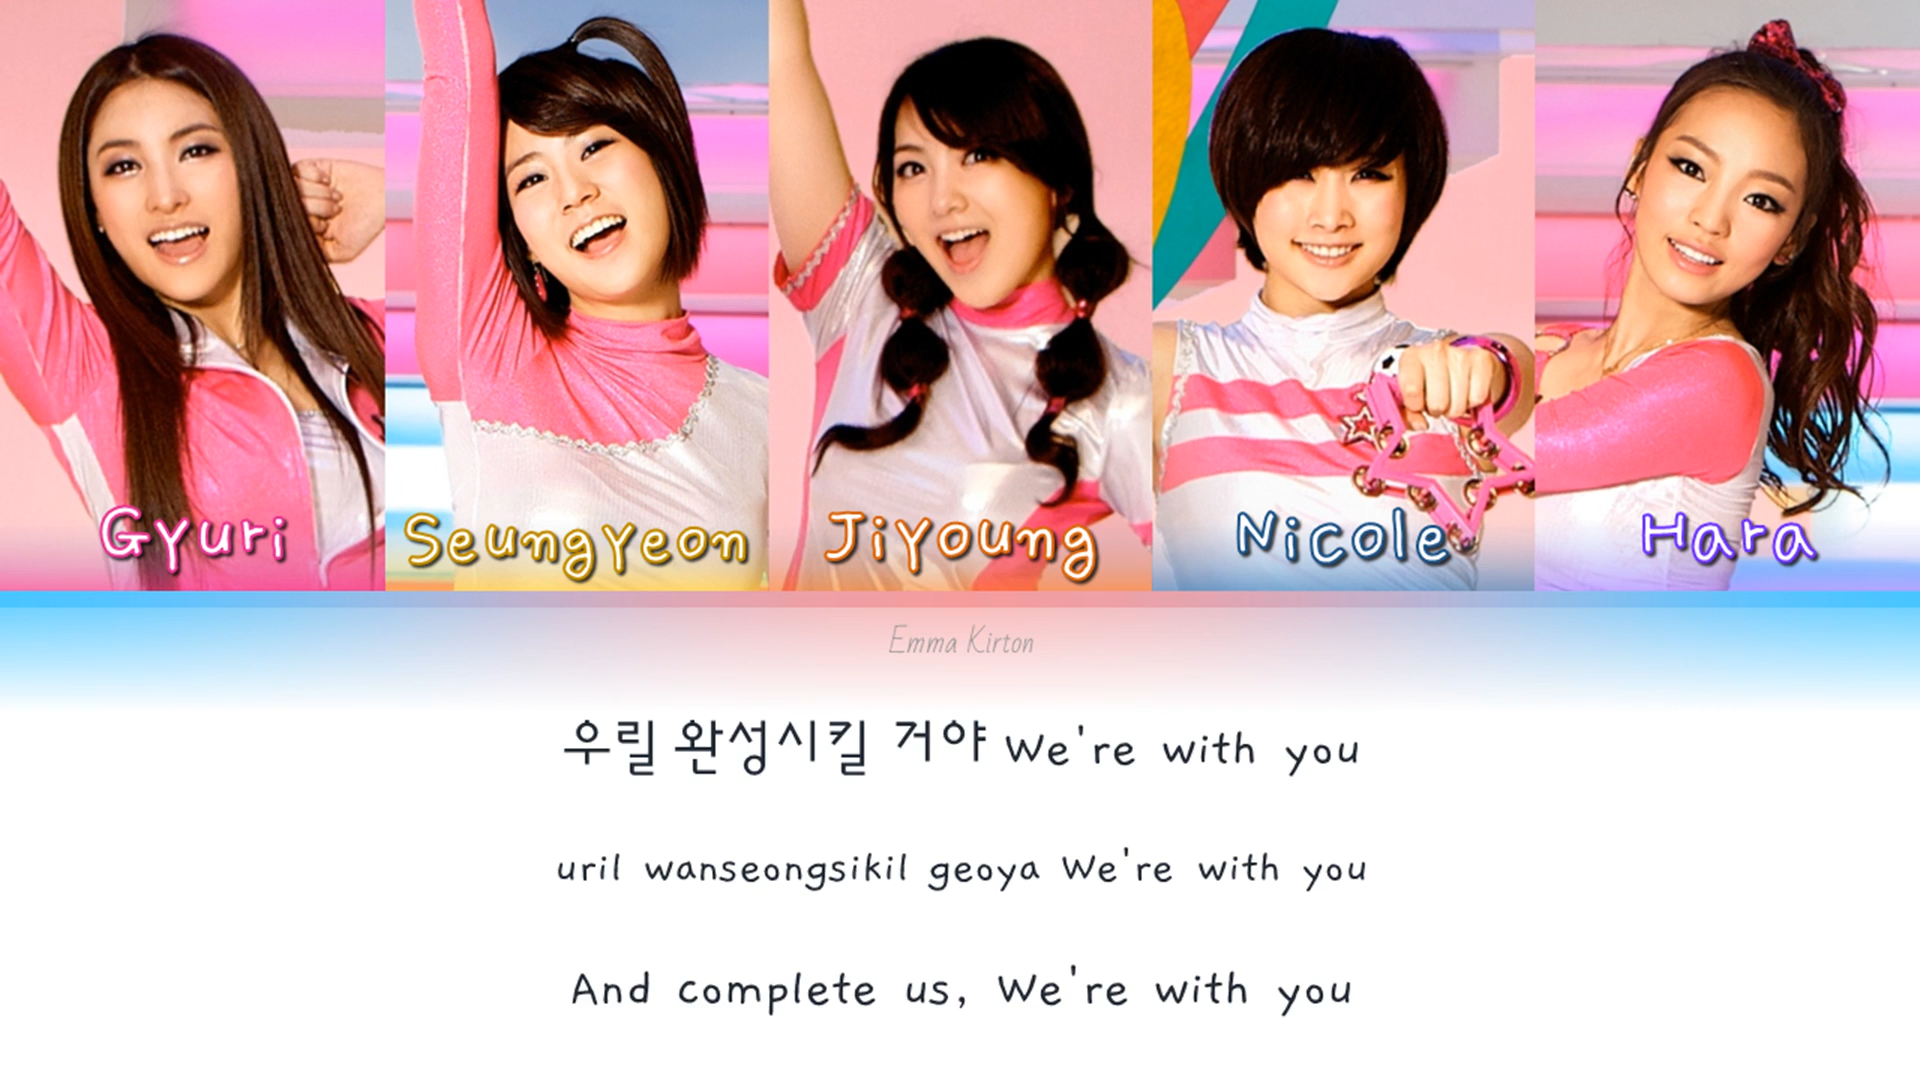 Gyuri
Seungyeon
Jiyoung
Nicole
Hara
Emma Kirton
우릴 완성시킬 거야 We're with you
uril wanseongsikil geoya We're with you
And complete us, We're with you